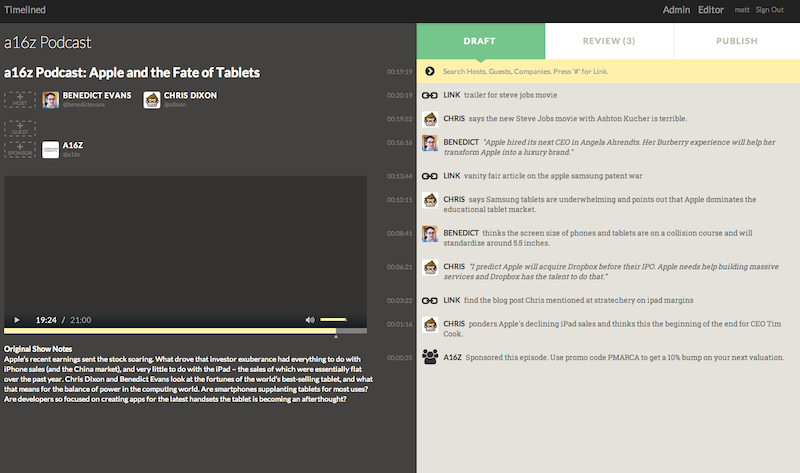 Timelined
Admin Editor matt Sign Out
a16z Podcast
a16z Podcast: Apple and the Fate of Tablets
HOST
BENEDICT EVANS
@benedictevans
CHRIS DIXON
@cdixon
GUEST
SPONSOR
A16Z
@a16z
19:24 / 21:00
Original Show Notes
Apple's recent earnings sent the stock soaring. What drove that investor exuberance had everything to do with
iPhone sales (and the China market), and very little to do with the iPad – the sales of which were essentially flat
over the past year. Chris Dixon and Benedict Evans look at the fortunes of the world's best-selling tablet, and what
that means for the balance of power in the computing world. Are smartphones supplanting tablets for most uses?
Are developers so focused on creating apps for the latest handsets the tablet is becoming an afterthought?
DRAFT REVIEW (3) PUBLISH
00:19:19 Search Hosts, Guests, Companies. Press '#' for Link.
00:20:19 LINK trailer for steve jobs movie
00:19:52 CHRIS says the new Steve Jobs movie with Ashton Kucher is terrible.
00:16:16 BENEDICT "Apple hired its next CEO in Angela Ahrendts. Her Burberry experience will help her
transform Apple into a luxury brand."
00:13:44 LINK vanity fair article on the apple samsung patent war
00:10:11 CHRIS says Samsung tablets are underwhelming and points out that Apple dominates the
educational tablet market.
00:08:41 BENEDICT thinks the screen size of phones and tablets are on a collision course and will
standardize around 5.5 inches.
00:06:21 CHRIS "I predict Apple will acquire Dropbox before their IPO. Apple needs help building massive
services and Dropbox has the talent to do that."
00:03:22 LINK find the blog post Chris mentioned at stratechery on ipad margins
00:01:16 CHRIS ponders Apple's declining iPad sales and thinks this the beginning of the end for CEO Tim
Cook.
00:00:25 A16Z Sponsored this episode. Use promo code PMARCA to get a 10% bump on your next valuation.